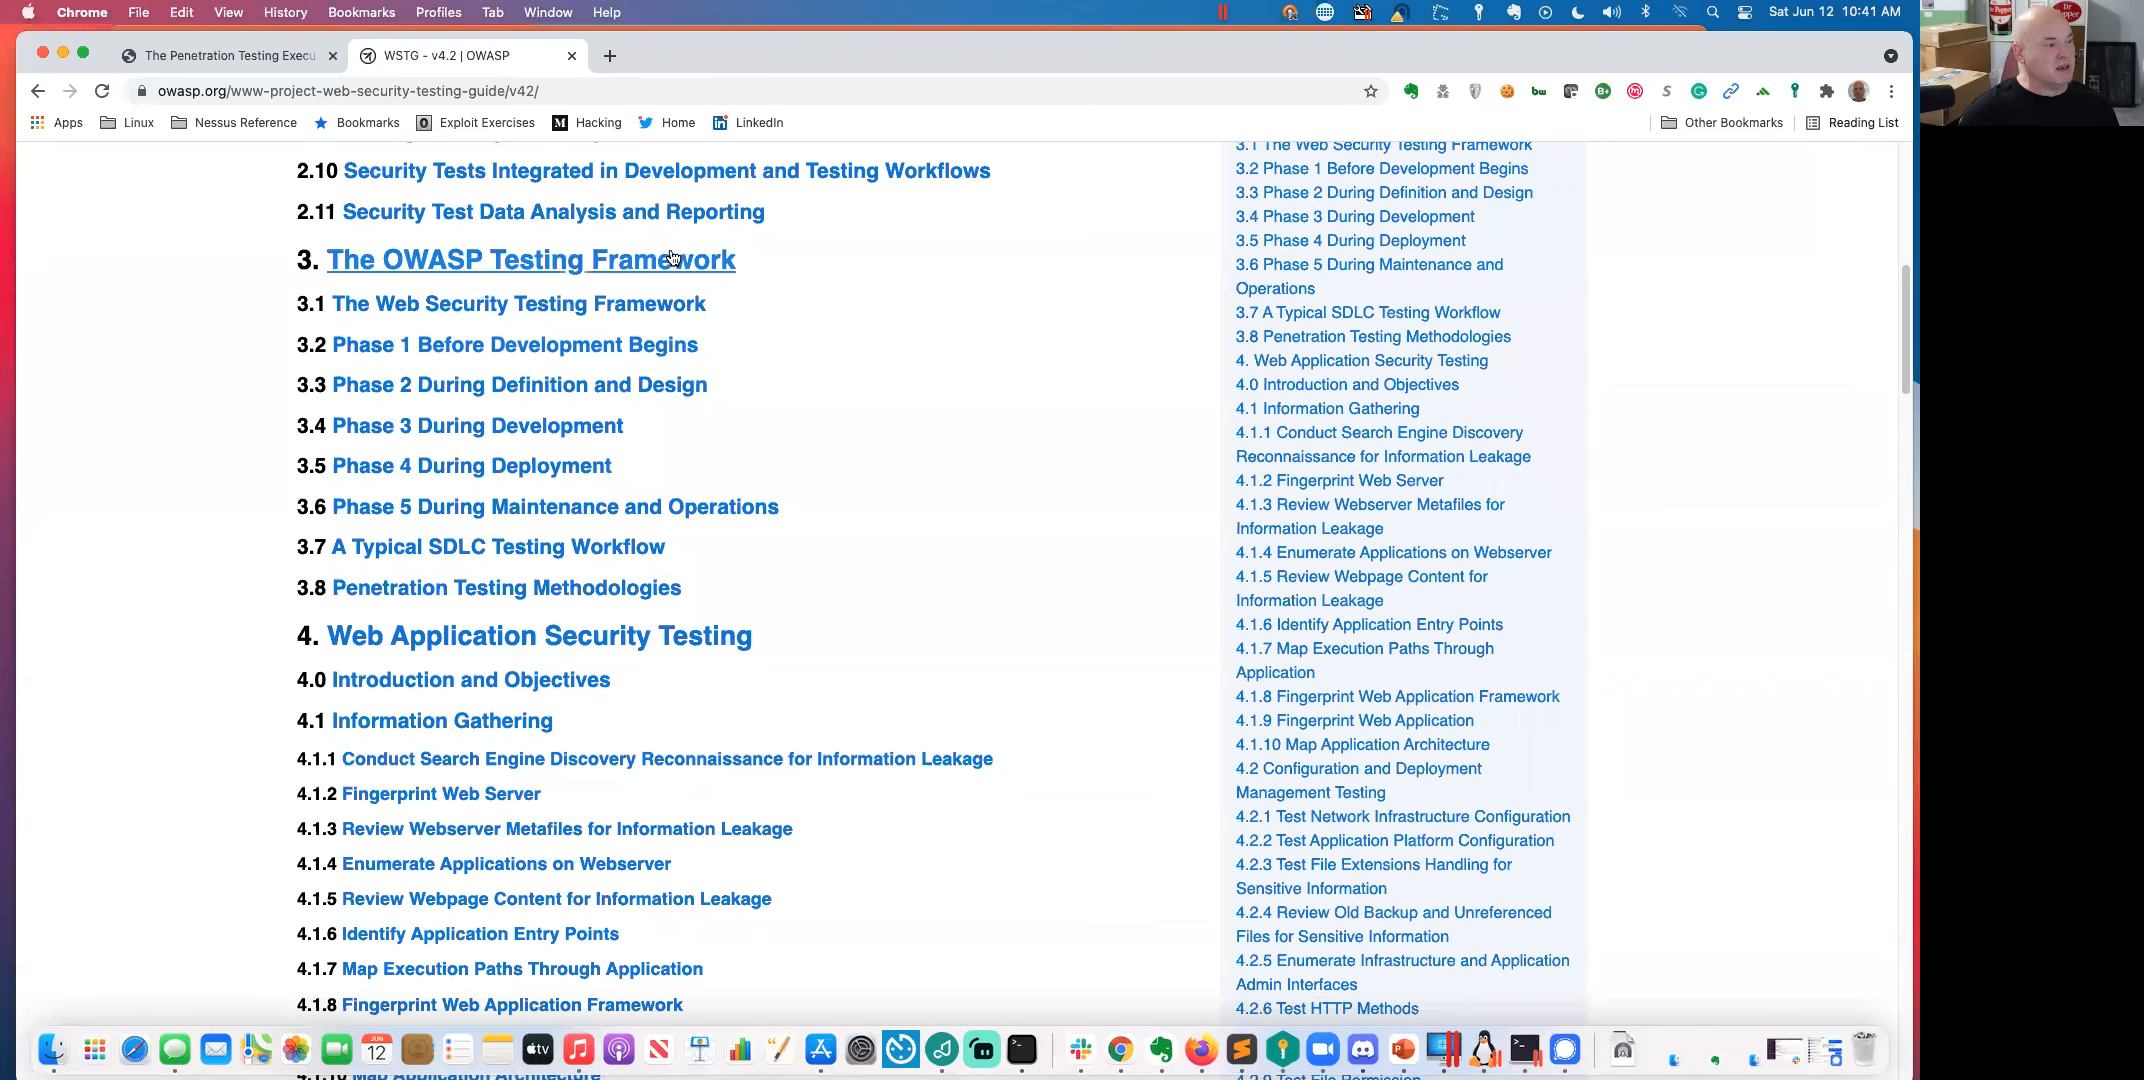 Chrome File Edit View History Bookmarks Profiles Tab Window Help Sat Jun 12 10:41 AM
The Penetration Testing Execu WSTG - v4.2 | OWASP
owasp.org/www-project-web-security-testing-guide/v42/
Apps Linux Nessus Reference Bookmarks Exploit Exercises Hacking Home LinkedIn Other Bookmarks Reading List
2.10 Security Tests Integrated in Development and Testing Workflows
2.11 Security Test Data Analysis and Reporting
3. The OWASP Testing Framework
3.1 The Web Security Testing Framework
3.2 Phase 1 Before Development Begins
3.3 Phase 2 During Definition and Design
3.4 Phase 3 During Development
3.5 Phase 4 During Deployment
3.6 Phase 5 During Maintenance and Operations
3.7 A Typical SDLC Testing Workflow
3.8 Penetration Testing Methodologies
4. Web Application Security Testing
4.0 Introduction and Objectives
4.1 Information Gathering
4.1.1 Conduct Search Engine Discovery Reconnaissance for Information Leakage
4.1.2 Fingerprint Web Server
4.1.3 Review Webserver Metafiles for Information Leakage
4.1.4 Enumerate Applications on Webserver
4.1.5 Review Webpage Content for Information Leakage
4.1.6 Identify Application Entry Points
4.1.7 Map Execution Paths Through Application
4.1.8 Fingerprint Web Application Framework
4.1.10 Map Application Architecture
3.1 The Web Security Testing Framework
3.2 Phase 1 Before Development Begins
3.3 Phase 2 During Definition and Design
3.4 Phase 3 During Development
3.5 Phase 4 During Deployment
3.6 Phase 5 During Maintenance and
Operations
3.7 A Typical SDLC Testing Workflow
3.8 Penetration Testing Methodologies
4. Web Application Security Testing
4.0 Introduction and Objectives
4.1 Information Gathering
4.1.1 Conduct Search Engine Discovery
Reconnaissance for Information Leakage
4.1.2 Fingerprint Web Server
4.1.3 Review Webserver Metafiles for
Information Leakage
4.1.4 Enumerate Applications on Webserver
4.1.5 Review Webpage Content for
Information Leakage
4.1.6 Identify Application Entry Points
4.1.7 Map Execution Paths Through
Application
4.1.8 Fingerprint Web Application Framework
4.1.9 Fingerprint Web Application
4.1.10 Map Application Architecture
4.2 Configuration and Deployment
Management Testing
4.2.1 Test Network Infrastructure Configuration
4.2.2 Test Application Platform Configuration
4.2.3 Test File Extensions Handling for
Sensitive Information
4.2.4 Review Old Backup and Unreferenced
Files for Sensitive Information
4.2.5 Enumerate Infrastructure and Application
Admin Interfaces
4.2.6 Test HTTP Methods
4.2.9 Test File Permission
JUN
12
tv